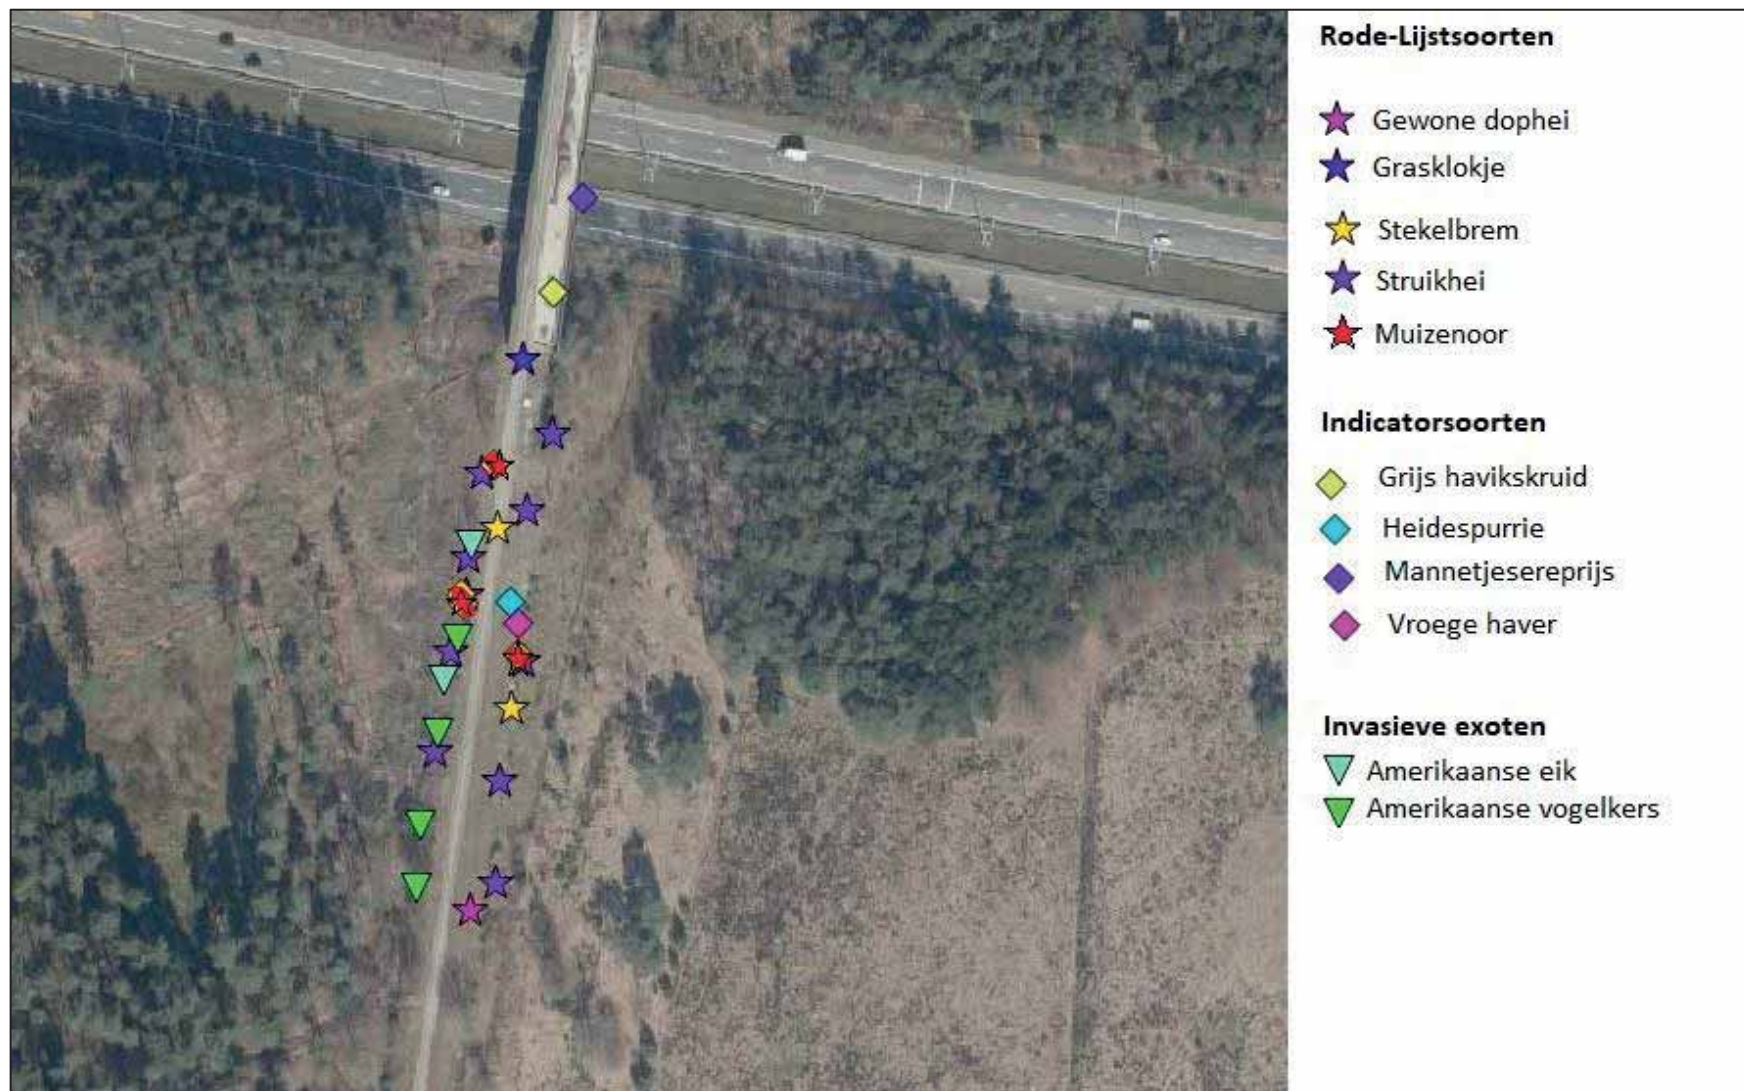 Rode-Lijstsoorten
Gewone dophei
Grasklokje
Stekelbrem
Struikhei
Muizenoor
Indicatorsoorten
Grijs havikskruid
Heidespurrie
Mannetjesereprijs
Vroege haver
Invasieve exoten
Amerikaanse eik
Amerikaanse vogelkers